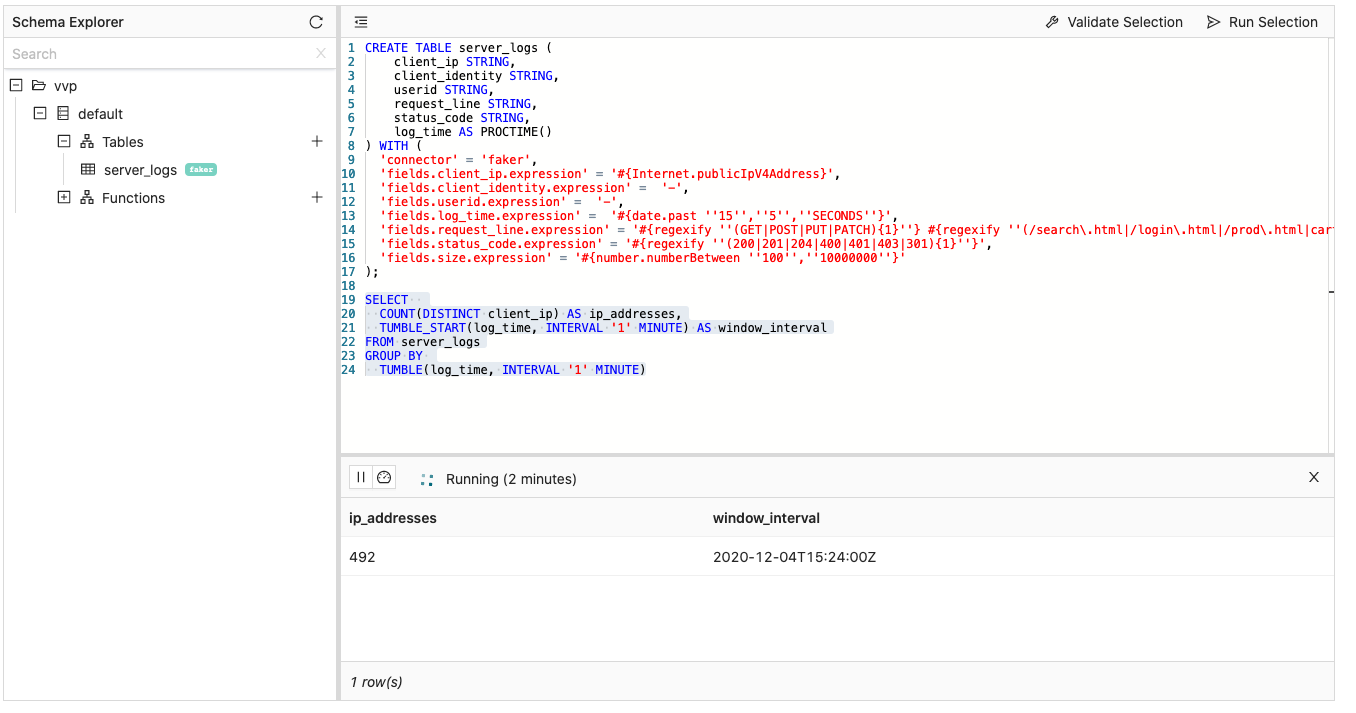 Schema Explorer
Search
vvp
default
Tables
server_logs faker
Functions
Validate Selection Run Selection
1 CREATE TABLE server_logs (
2 client_ip STRING,
3 client_identity STRING,
4 userid STRING,
5 request_line STRING,
6 status_code STRING,
7 log_time AS PROCTIME()
8 ) WITH (
9 'connector' = 'faker',
10 'fields.client_ip.expression' = '#{Internet.publicIpV4Address}',
11 'fields.client_identity.expression' =  '-',
12 'fields.userid.expression' =  '-',
13 'fields.log_time.expression' =  '#{date.past ''15'',''5'',''SECONDS''}',
14 'fields.request_line.expression' = '#{regexify ''(GET|POST|PUT|PATCH){1}''} #{regexify ''(/search\.html|/login\.html|/prod\.html|car
15 'fields.status_code.expression' = '#{regexify ''(200|201|204|400|401|403|301){1}''}',
16 'fields.size.expression' = '#{number.numberBetween ''100'',''10000000''}'
17 );
18
19 SELECT
20 COUNT(DISTINCT client_ip) AS ip_addresses,
21 TUMBLE_START(log_time, INTERVAL '1' MINUTE) AS window_interval
22 FROM server_logs
23 GROUP BY
24 TUMBLE(log_time, INTERVAL '1' MINUTE)
Running (2 minutes)
ip_addresses window_interval
492 2020-12-04T15:24:00Z
1 row(s)